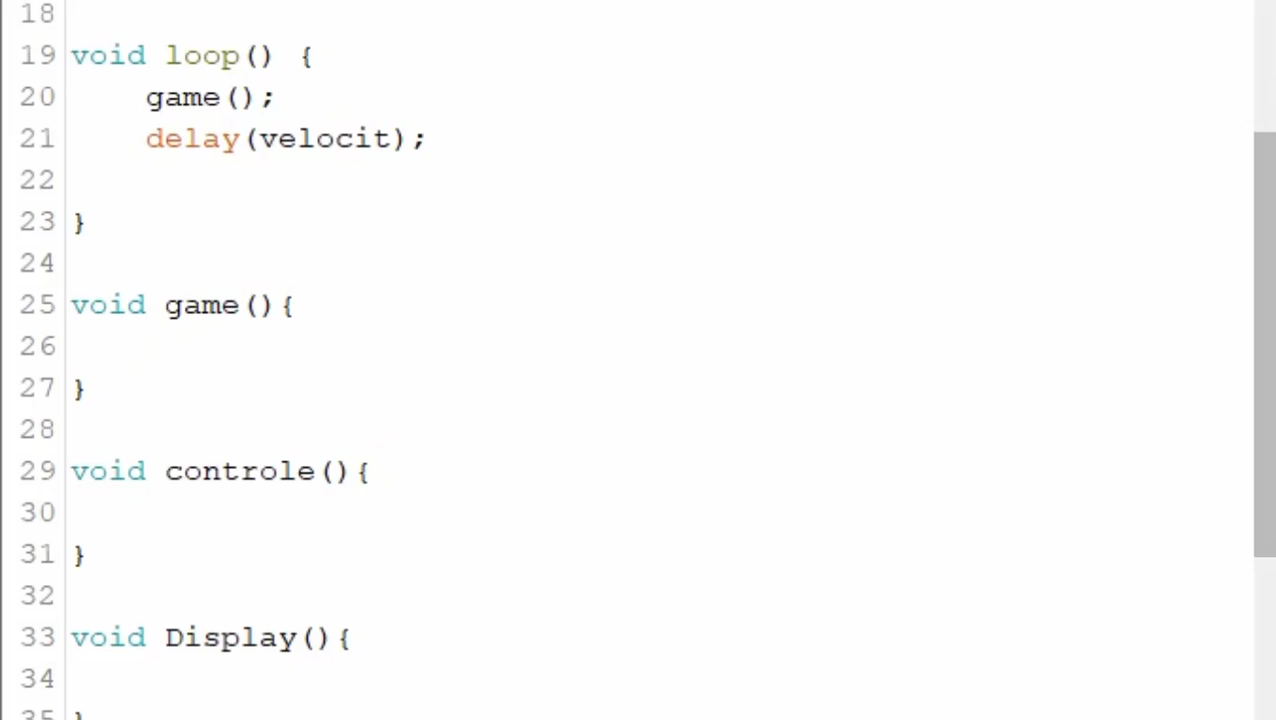 18
19 void loop() {
20 game();
21 delay(velocit);
22
23 }
24
25 void game(){
26
27 }
28
29 void controle(){
30
31 }
32
33 void Display(){
34
35 }